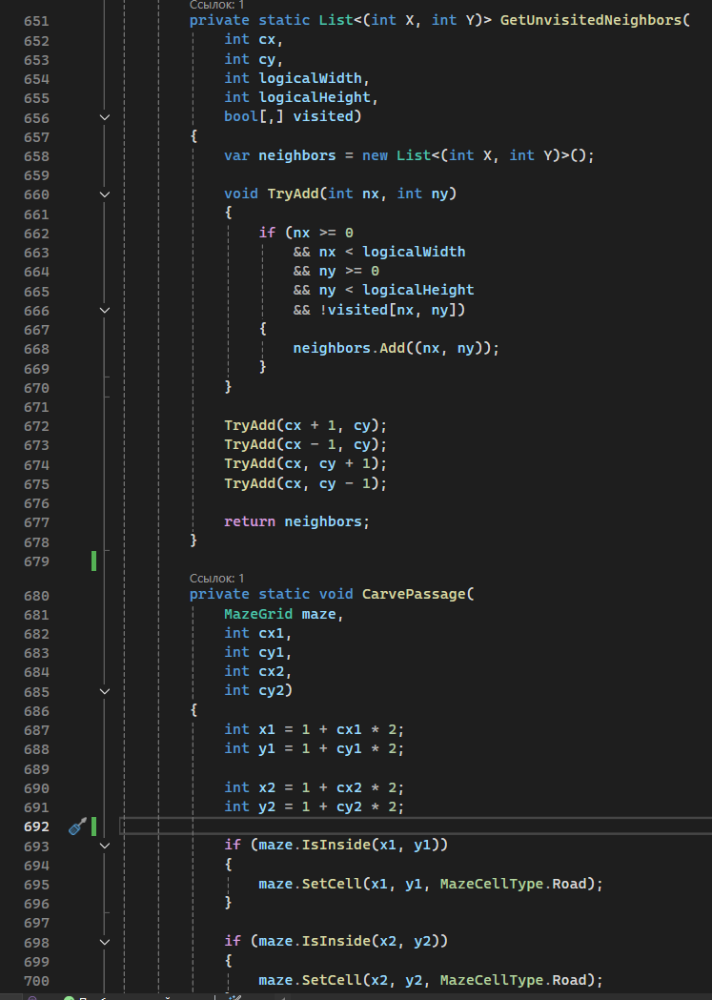 Ссылок: 1
651 private static List<(int X, int Y)> GetUnvisitedNeighbors(
652 int cx,
653 int cy,
654 int logicalWidth,
655 int logicalHeight,
656 bool[,] visited)
657 {
658 var neighbors = new List<(int X, int Y)>();
659
660 void TryAdd(int nx, int ny)
661 {
662 if (nx >= 0
663 && nx < logicalWidth
664 && ny >= 0
665 && ny < logicalHeight
666 && !visited[nx, ny])
667 {
668 neighbors.Add((nx, ny));
669 }
670 }
671
672 TryAdd(cx + 1, cy);
673 TryAdd(cx - 1, cy);
674 TryAdd(cx, cy + 1);
675 TryAdd(cx, cy - 1);
676
677 return neighbors;
678 }
679
Ссылок: 1
680 private static void CarvePassage(
681 MazeGrid maze,
682 int cx1,
683 int cy1,
684 int cx2,
685 int cy2)
686 {
687 int x1 = 1 + cx1 * 2;
688 int y1 = 1 + cy1 * 2;
689
690 int x2 = 1 + cx2 * 2;
691 int y2 = 1 + cy2 * 2;
692
693 if (maze.IsInside(x1, y1))
694 {
695 maze.SetCell(x1, y1, MazeCellType.Road);
696 }
697
698 if (maze.IsInside(x2, y2))
699 {
700 maze.SetCell(x2, y2, MazeCellType.Road);